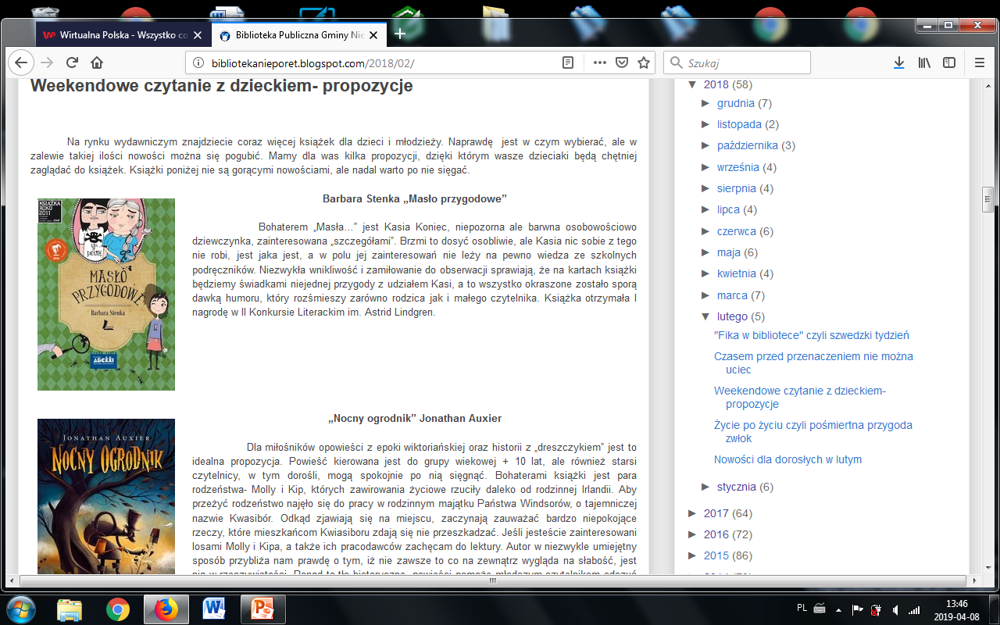 Wirtualna Polska - Wszystko co
Biblioteka Publiczna Gminy Nie
bibliotekanieporet.blogspot.com/2018/02/
Szukaj
Weekendowe czytanie z dzieckiem- propozycje
Na rynku wydawniczym znajdziecie coraz więcej książek dla dzieci i młodzieży. Naprawdę jest w czym wybierać, ale w
zalewie takiej ilości nowości można się pogubić. Mamy dla was kilka propozycji, dzięki którym wasze dzieciaki będą chętniej
zaglądać do książek. Książki poniżej nie są gorącymi nowościami, ale nadal warto po nie sięgać.
Barbara Stenka „Masło przygodowe”
Bohaterem „Masła...” jest Kasia Koniec, niepozorna ale barwna osobowościowo
dziewczynka, zainteresowana „szczegółami”. Brzmi to dosyć osobliwie, ale Kasia nic sobie z tego
nie robi, jest jaka jest, a w polu jej zainteresowań nie leży na pewno wiedza ze szkolnych
podręczników. Niezwykła wnikliwość i zamiłowanie do obserwacji sprawiają, że na kartach książki
będziemy świadkami niejednej przygody z udziałem Kasi, a to wszystko okraszone zostało sporą
dawką humoru, który rozśmieszy zarówno rodzica jak i małego czytelnika. Książka otrzymała I
nagrodę w II Konkursie Literackim im. Astrid Lindgren.
KSIĄŻKA
ROKU
2011
DEATH
MASŁO
PRZYGODOWE
Barbara Stenka
„Nocny ogrodnik” Jonathan Auxier
Dla miłośników opowieści z epoki wiktoriańskiej oraz historii z „dreszczykiem” jest to
idealna propozycja. Powieść kierowana jest do grupy wiekowej + 10 lat, ale również starsi
czytelnicy, w tym dorośli, mogą spokojnie po nią sięgnąć. Bohaterami książki jest para
rodzeństwa- Molly i Kip, których zawirowania życiowe rzuciły daleko od rodzinnej Irlandii. Aby
przeżyć rodzeństwo najęło się do pracy w rodzinnym majątku Państwa Windsorów, o tajemniczej
nazwie Kwasibór. Odkąd zjawiają się na miejscu, zaczynają zauważać bardzo niepokojące
rzeczy, które mieszkańcom Kwiasiboru zdają się nie przeszkadzać. Jeśli jesteście zainteresowani
losami Molly i Kipa, a także ich pracodawców zachęcam do lektury. Autor w niezwykle umiejętny
sposób przybliża nam prawdę o tym, iż nie zawsze to co na zewnątrz wygląda na słabość, jest
JONATHAN AUXIER
NOCNY OGRODNIK
2018 (58)
grudnia (7)
listopada (2)
października (3)
września (4)
sierpnia (4)
lipca (4)
czerwca (6)
maja (6)
kwietnia (4)
marca (7)
lutego (5)
"Fika w bibliotece" czyli szwedzki tydzień
Czasem przed przenaczeniem nie można
uciec
Weekendowe czytanie z dzieckiem-
propozycje
Życie po życiu czyli pośmiertna przygoda
zwłok
Nowości dla dorosłych w lutym
stycznia (6)
2017 (64)
2016 (72)
2015 (86)
PL
13:46
2019-04-08